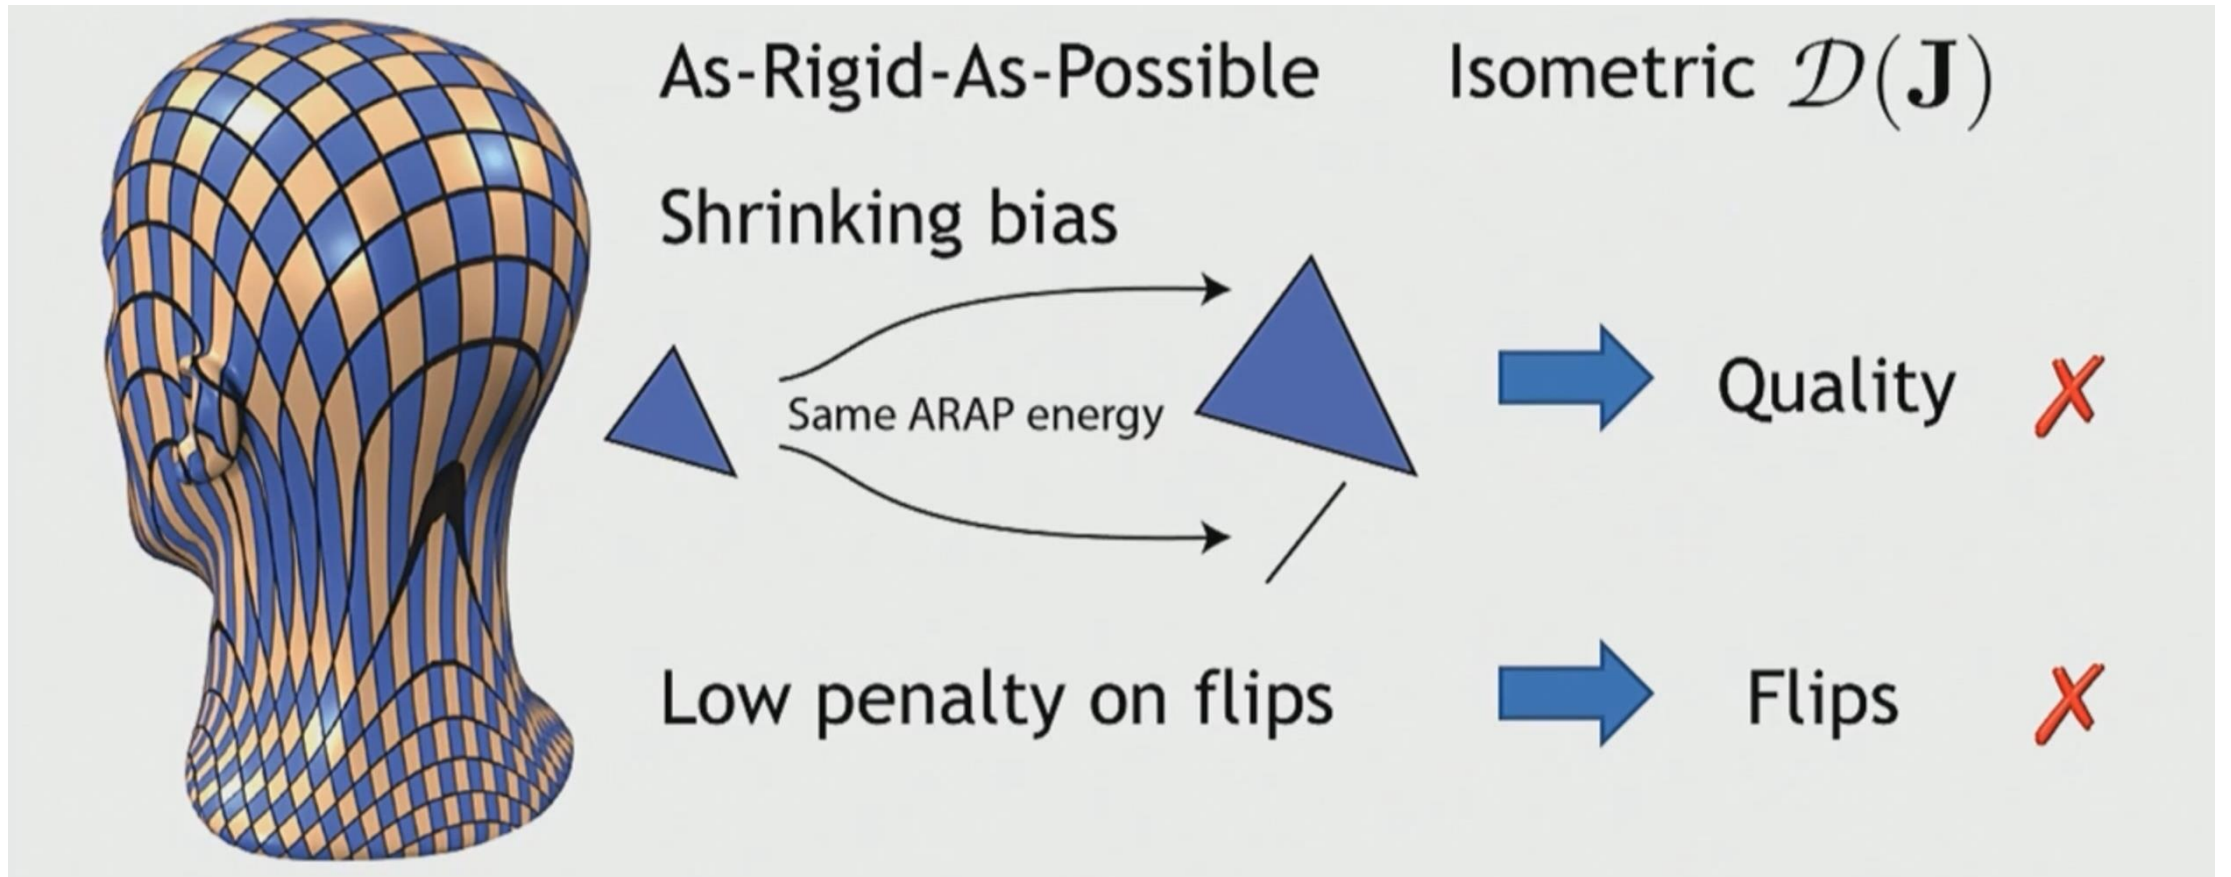 As-Rigid-As-Possible Isometric 𝒟(𝐉)
Shrinking bias
Same ARAP energy
Quality ✗
Low penalty on flips
Flips ✗